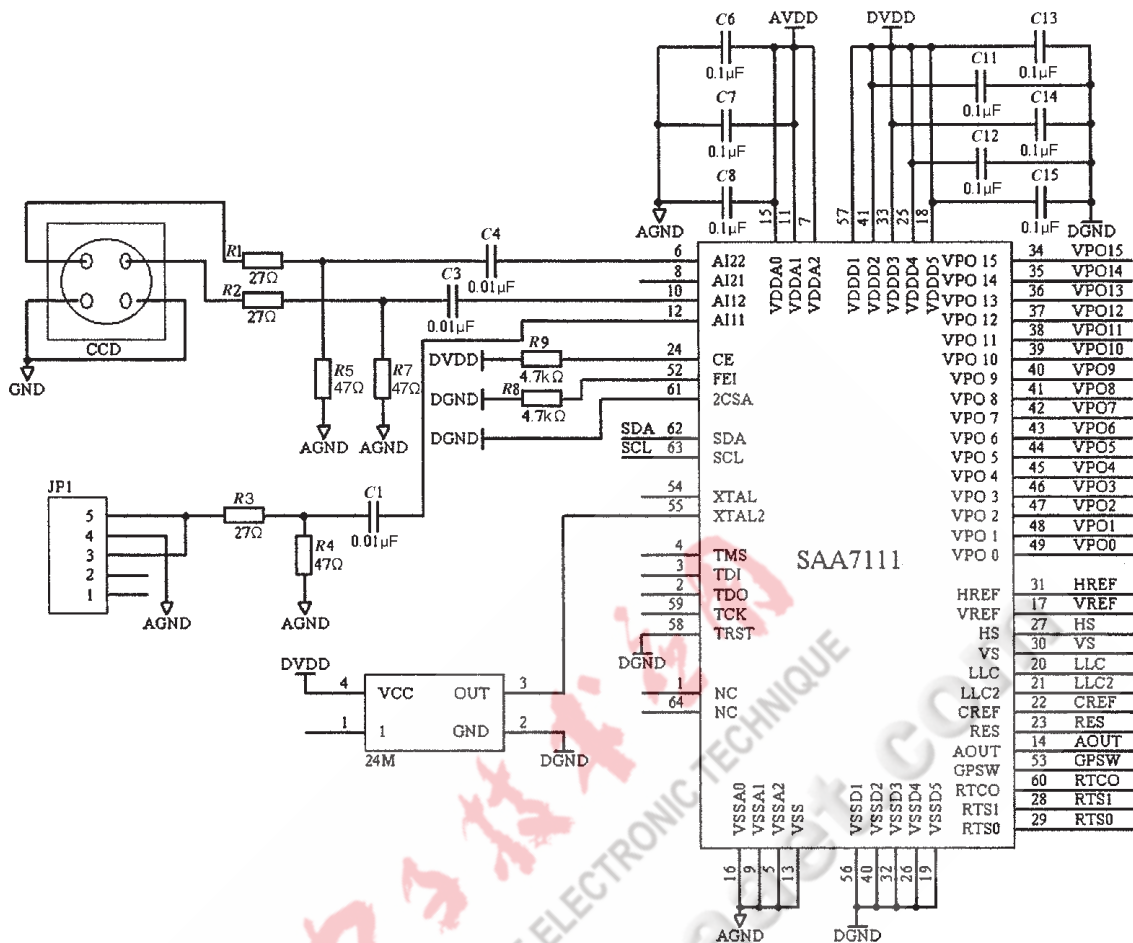 C6
0.1μF
C7
0.1μF
C8
0.1μF
AGND
AVDD
DVDD
C13
0.1μF
C11
0.1μF
C14
0.1μF
C12
0.1μF
C15
0.1μF
DGND
15
11
7
57
41
33
25
18
VDDA0
VDDA1
VDDA2
VDDD1
VDDD2
VDDD3
VDDD4
VDDD5
CCD
GND
R1
27Ω
R2
27Ω
C4
0.01μF
C3
0.01μF
R5
47Ω
AGND
R7
47Ω
AGND
DVDD
R9
4.7kΩ
DGND
R8
4.7kΩ
DGND
SDA
SCL
JP1
5
4
3
2
1
AGND
R3
27Ω
R4
47Ω
AGND
C1
0.01μF
DVDD
4
VCC
OUT
3
1
1
GND
2
24M
DGND
6 AI22
8 AI21
10 AI12
12 AI11
24 CE
52 FEI
61 2CSA
62 SDA
63 SCL
54 XTAL
55 XTAL2
4 TMS
3 TDI
2 TDO
59 TCK
58 TRST
DGND
1 NC
64 NC
SAA7111
VPO 15 34 VPO15
VPO 14 35 VPO14
VPO 13 36 VPO13
VPO 12 37 VPO12
VPO 11 38 VPO11
VPO 10 39 VPO10
VPO 9 40 VPO9
VPO 8 41 VPO8
VPO 7 42 VPO7
VPO 6 43 VPO6
VPO 5 44 VPO5
VPO 4 45 VPO4
VPO 3 46 VPO3
VPO 2 47 VPO2
VPO 1 48 VPO1
VPO 0 49 VPO0
HREF 31 HREF
VREF 17 VREF
HS 27 HS
VS 30 VS
LLC 20 LLC
LLC2 21 LLC2
CREF 22 CREF
RES 23 RES
AOUT 14 AOUT
GPSW 53 GPSW
RTCO 60 RTCO
RTS1 28 RTS1
RTS0 29 RTS0
VSSA0
VSSA1
VSSA2
VSS
VSSD1
VSSD2
VSSD3
VSSD4
VSSD5
16
9
5
13
56
40
32
26
19
AGND
DGND
ELECTRONIC TECHNIQUE